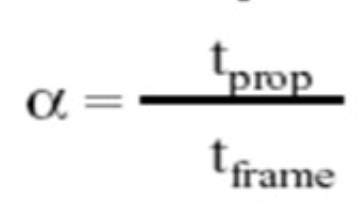 α = t_prop / t_frame